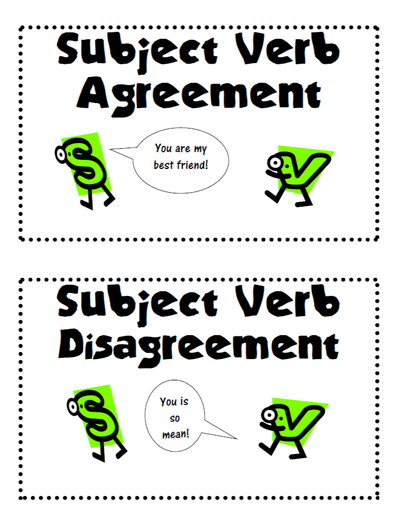 Subject Verb
Agreement
You are my
best friend!
S
V
Subject Verb
Disagreement
You is
so
mean!
S
V